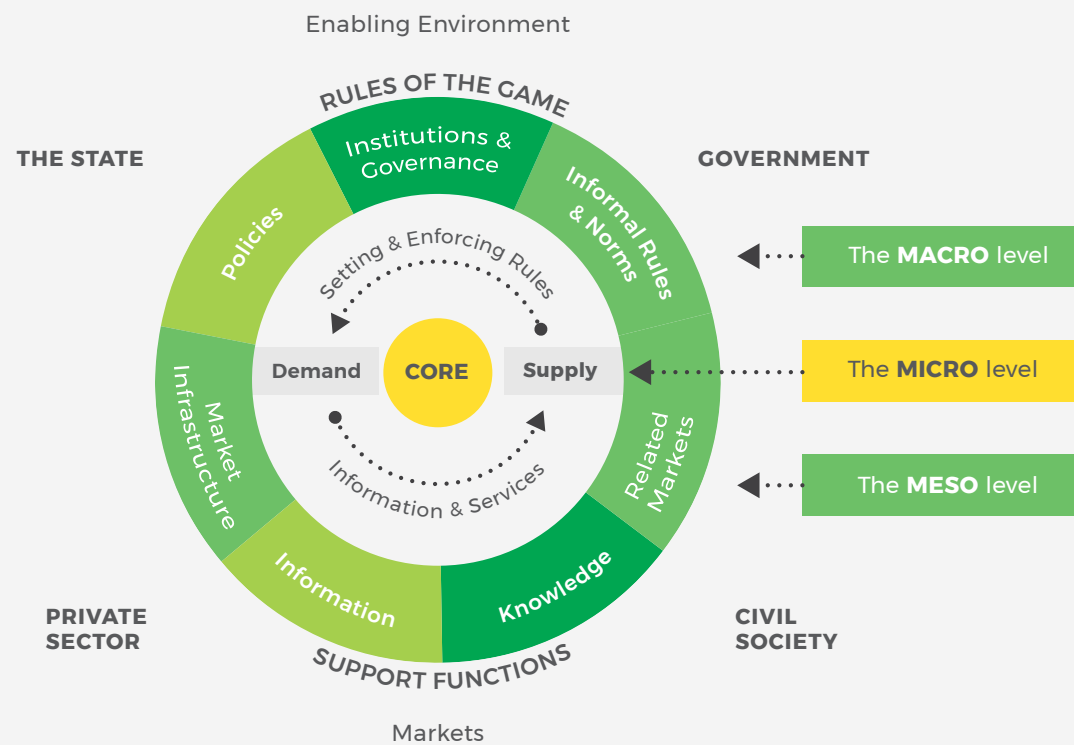 Enabling Environment
RULES OF THE GAME
THE STATE
GOVERNMENT
Institutions &
Governance
Policies
Informal Rules
& Norms
Setting & Enforcing Rules
The MACRO level
Demand
CORE
Supply
The MICRO level
Market
Infrastructure
Related
Markets
Information & Services
The MESO level
Information
Knowledge
PRIVATE
SECTOR
CIVIL
SOCIETY
SUPPORT FUNCTIONS
Markets